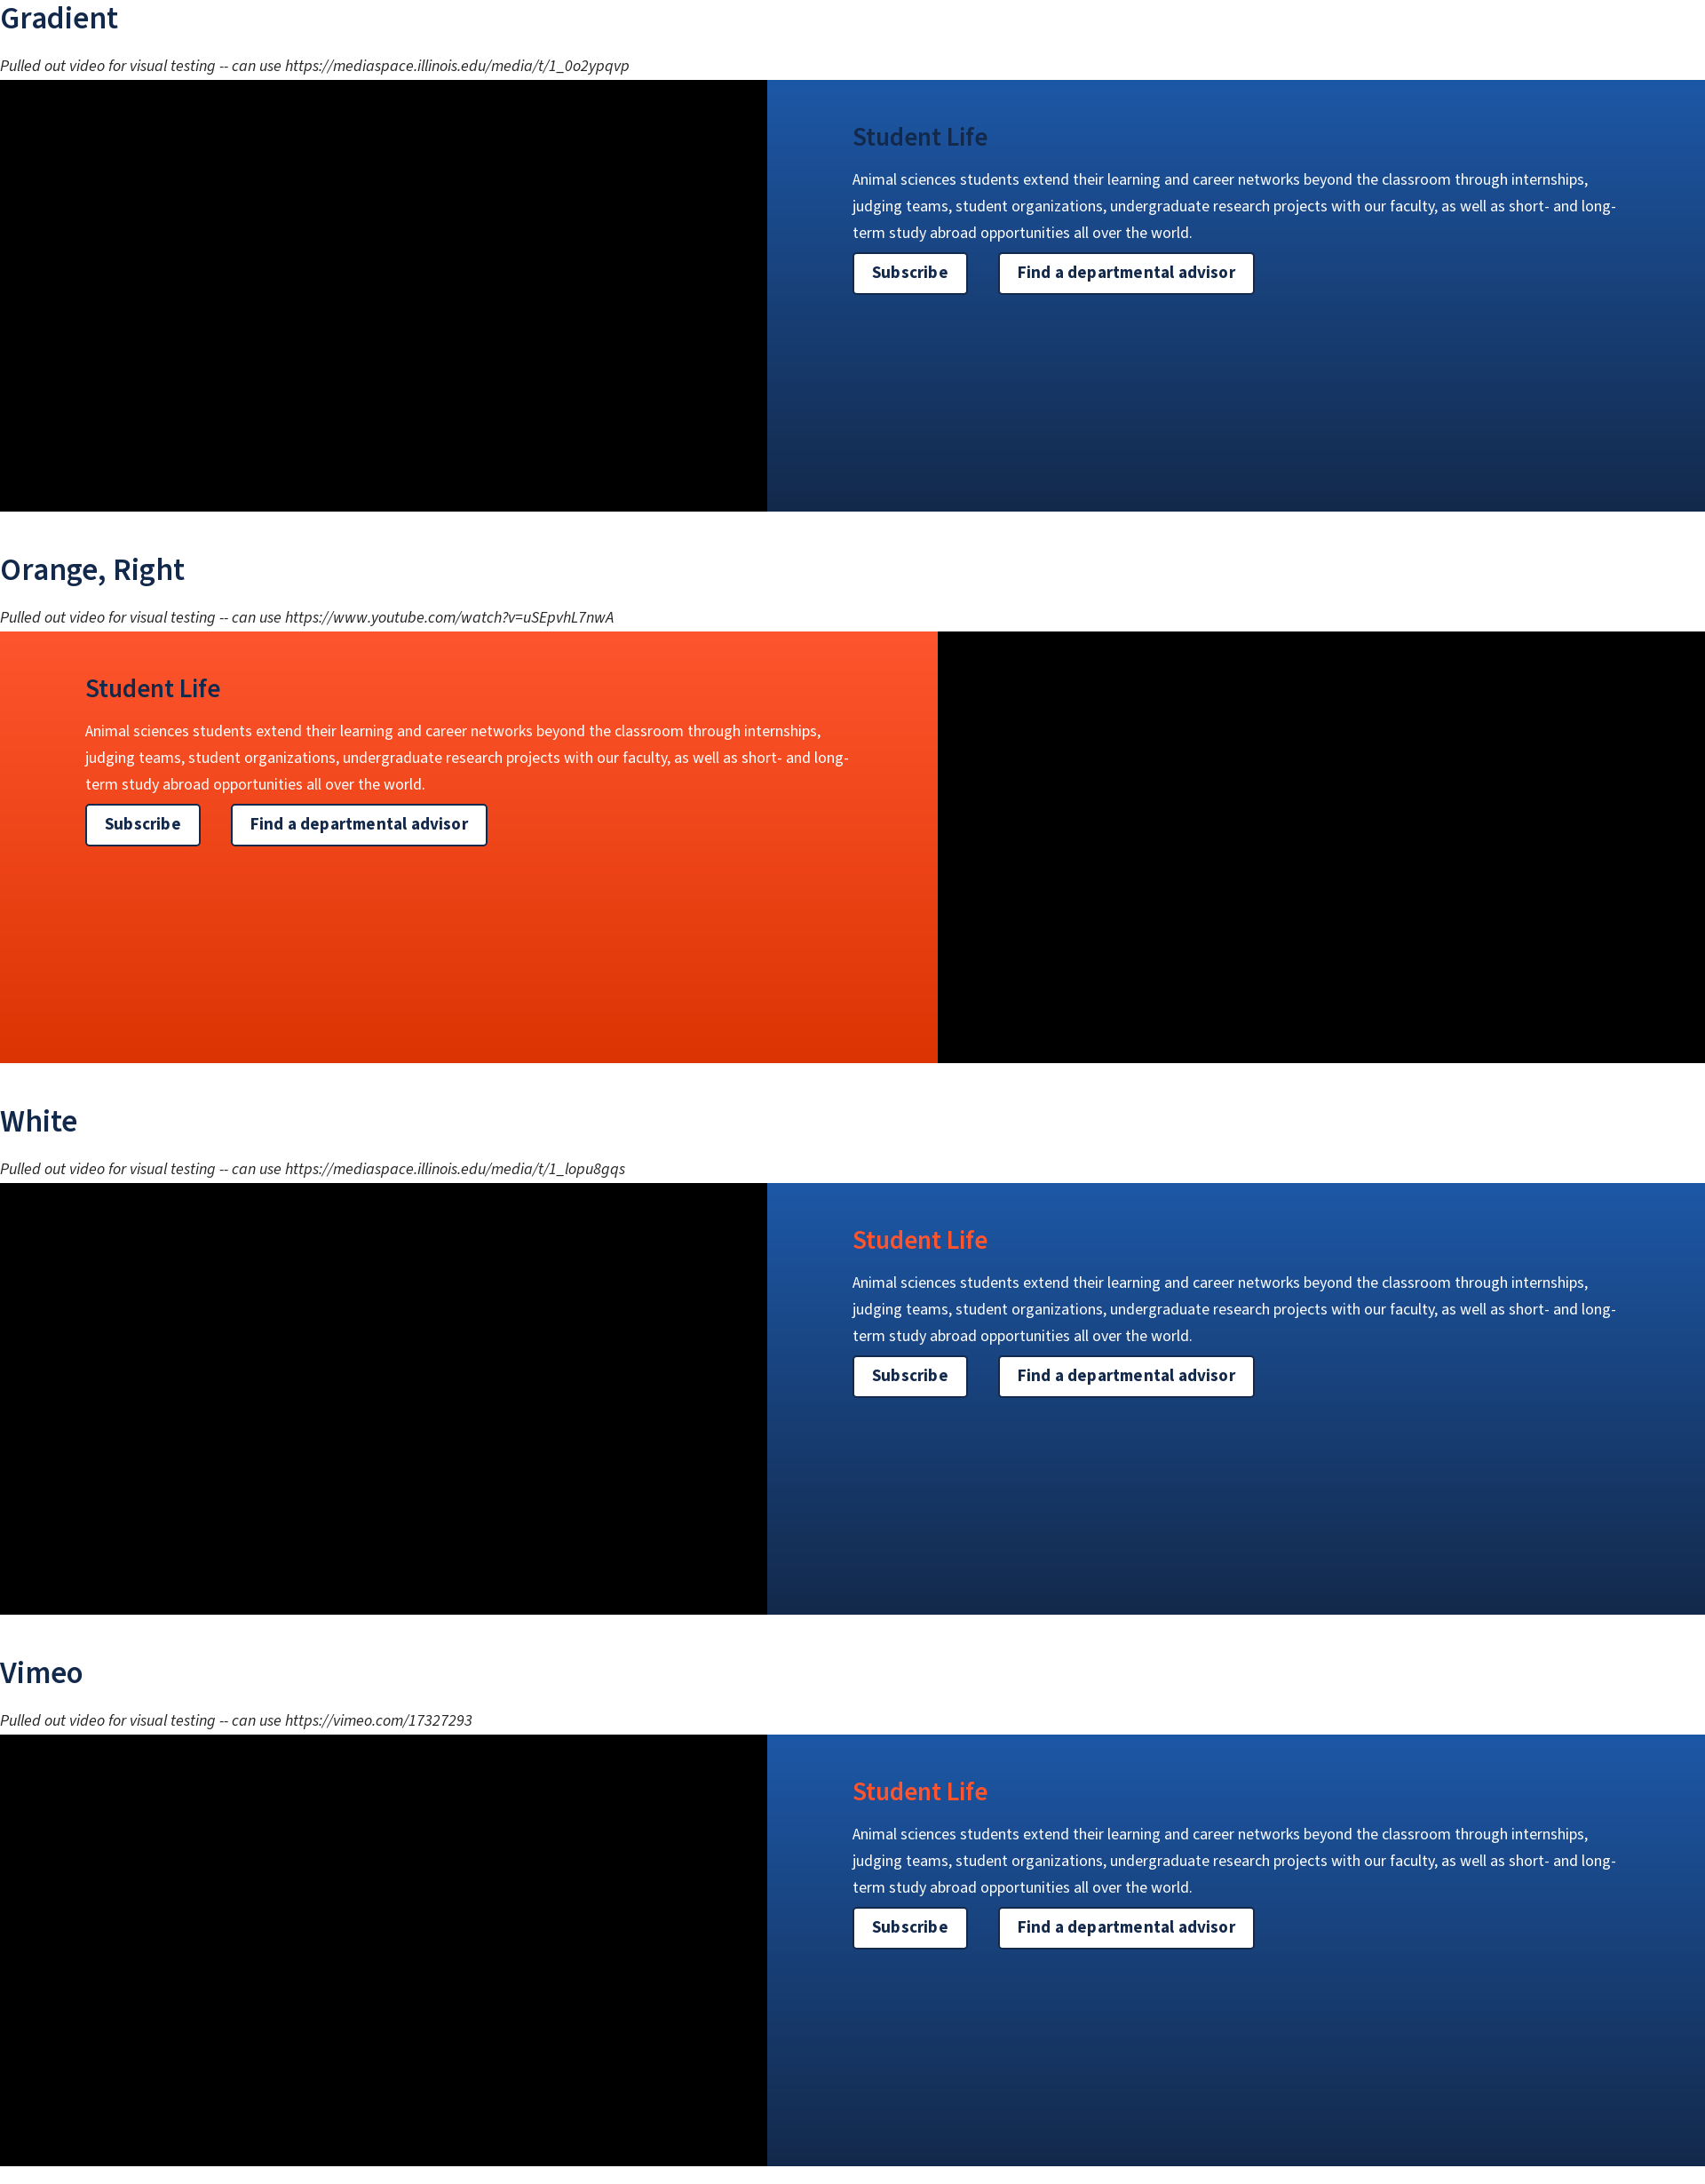 Gradient
Pulled out video for visual testing -- can use https://mediaspace.illinois.edu/media/t/1_0o2ypqvp
Student Life
Animal sciences students extend their learning and career networks beyond the classroom through internships,
judging teams, student organizations, undergraduate research projects with our faculty, as well as short- and long-
term study abroad opportunities all over the world.
Subscribe
Find a departmental advisor
Orange, Right
Pulled out video for visual testing -- can use https://www.youtube.com/watch?v=uSEpvhL7nwA
Student Life
Animal sciences students extend their learning and career networks beyond the classroom through internships,
judging teams, student organizations, undergraduate research projects with our faculty, as well as short- and long-
term study abroad opportunities all over the world.
Subscribe
Find a departmental advisor
White
Pulled out video for visual testing -- can use https://mediaspace.illinois.edu/media/t/1_lopu8gqs
Student Life
Animal sciences students extend their learning and career networks beyond the classroom through internships,
judging teams, student organizations, undergraduate research projects with our faculty, as well as short- and long-
term study abroad opportunities all over the world.
Subscribe
Find a departmental advisor
Vimeo
Pulled out video for visual testing -- can use https://vimeo.com/17327293
Student Life
Animal sciences students extend their learning and career networks beyond the classroom through internships,
judging teams, student organizations, undergraduate research projects with our faculty, as well as short- and long-
term study abroad opportunities all over the world.
Subscribe
Find a departmental advisor